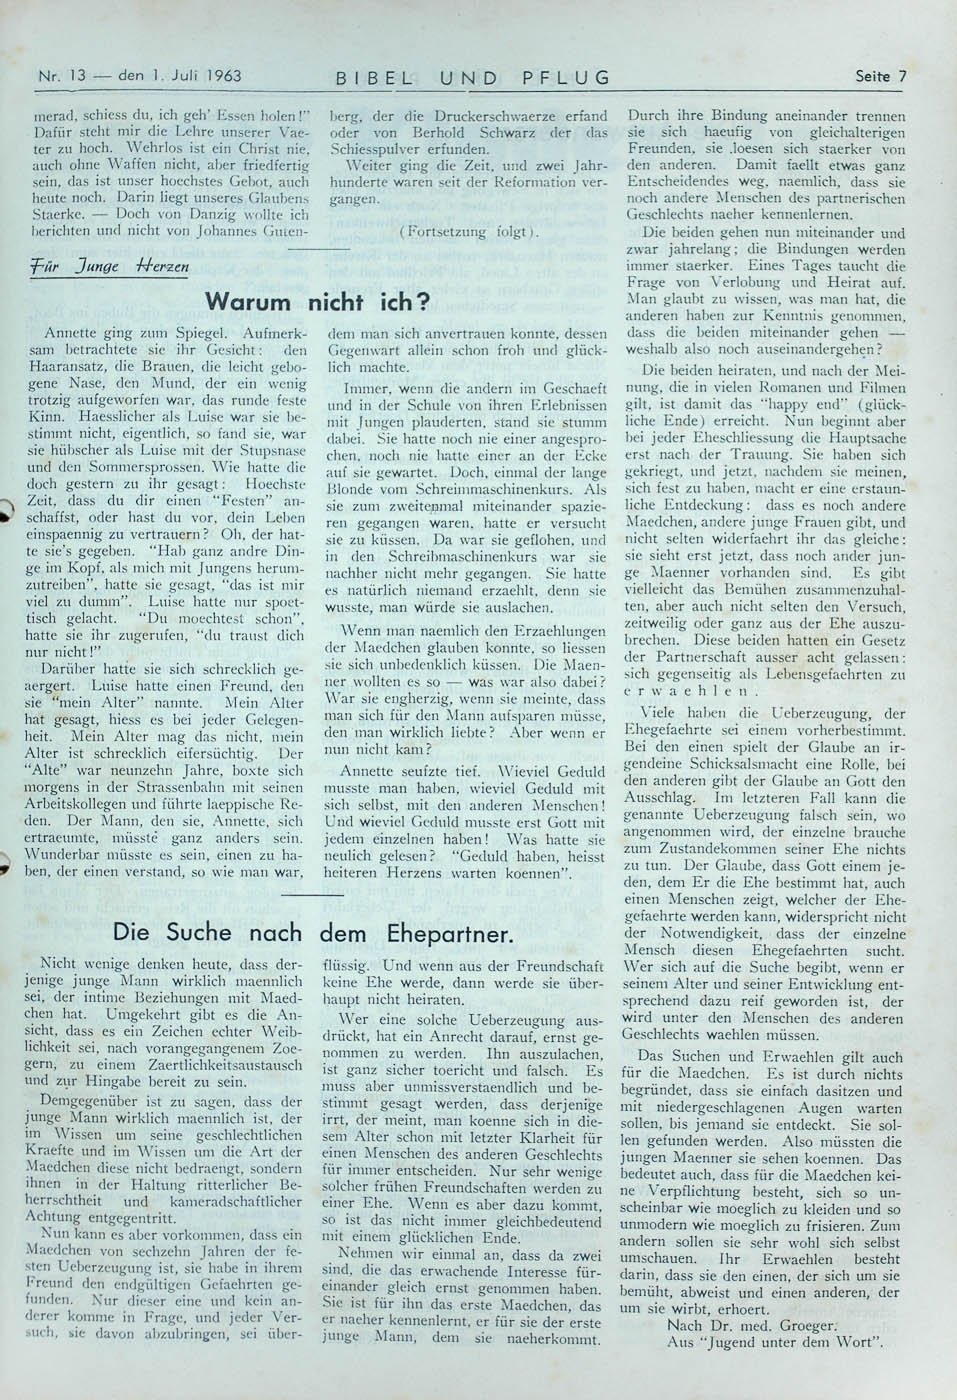 Nr. 13 — den 1. Juli 1963
BIBEL UND PFLUG
Seite 7
merad, schiess du, ich geh' Essen holen!"
Dafür steht mir die Lehre unserer Vae-
ter zu hoch. Wehrlos ist ein Christ nie,
auch ohne Waffen nicht, aber friedfertig
sein, das ist unser hoechstes Gebot, auch
heute noch. Darin liegt unseres Glaubens
Staerke. — Doch von Danzig wollte ich
berichten und nicht von Johannes Guten-
berg, der die Druckerschwaerze erfand
oder von Berhold Schwarz der das
Schiesspulver erfunden.
Weiter ging die Zeit, und zwei Jahr-
hunderte waren seit der Reformation ver-
gangen.
(Fortsetzung folgt).
Für Junge Herzen
Warum nicht ich?
Annette ging zum Spiegel. Aufmerk-
sam betrachtete sie ihr Gesicht: den
Haaransatz, die Brauen, die leicht gebo-
gene Nase, den Mund, der ein wenig
trotzig aufgeworfen war, das runde feste
Kinn. Haesslicher als Luise war sie be-
stimmt nicht, eigentlich, so fand sie, war
sie hübscher als Luise mit der Stupsnase
und den Sommersprossen. Wie hatte die
doch gestern zu ihr gesagt: Hoechste
Zeit, dass du dir einen "Festen" an-
schaffst, oder hast du vor, dein Leben
einspaennig zu vertrauern? Oh, der hat-
te sie's gegeben. "Hab ganz andre Din-
ge im Kopf, als mich mit Jungens herum-
zutreiben", hatte sie gesagt, "das ist mir
viel zu dumm". Luise hatte nur spoet-
tisch gelacht. "Du moechtest schon",
hatte sie ihr zugerufen, "du traust dich
nur nicht!"
Darüber hatte sie sich schrecklich ge-
aergert. Luise hatte einen Freund, den
sie "mein Alter" nannte. Mein Alter
hat gesagt, hiess es bei jeder Gelegen-
heit. Mein Alter mag das nicht, mein
Alter ist schrecklich eifersüchtig. Der
"Alte" war neunzehn Jahre, boxte sich
morgens in der Strassenbahn mit seinen
Arbeitskollegen und führte laeppische Re-
den. Der Mann, den sie, Annette, sich
ertraeumte, müsste ganz anders sein.
Wunderbar müsste es sein, einen zu ha-
ben, der einen verstand, so wie man war,
dem man sich anvertrauen konnte, dessen
Gegenwart allein schon froh und glück-
lich machte.
Immer, wenn die andern im Geschaeft
und in der Schule von ihren Erlebnissen
mit Jungen plauderten, stand sie stumm
dabei. Sie hatte noch nie einer angespro-
chen, noch nie hatte einer an der Ecke
auf sie gewartet. Doch, einmal der lange
Blonde vom Schreimmaschinenkurs. Als
sie zum zweitenmal miteinander spazie-
ren gegangen waren, hatte er versucht
sie zu küssen. Da war sie geflohen, und
in den Schreibmaschinenkurs war sie
nachher nicht mehr gegangen. Sie hatte
es natürlich niemand erzaehlt, denn sie
wusste, man würde sie auslachen.
Wenn man naemlich den Erzaehlungen
der Maedchen glauben konnte, so liessen
sie sich unbedenklich küssen. Die Maen-
ner wollten es so — was war also dabei?
War sie engherzig, wenn sie meinte, dass
man sich für den Mann aufsparen müsse,
den man wirklich liebte? Aber wenn er
nun nicht kam?
Annette seufzte tief. Wieviel Geduld
musste man haben, wieviel Geduld mit
sich selbst, mit den anderen Menschen!
Und wieviel Geduld musste erst Gott mit
jedem einzelnen haben! Was hatte sie
neulich gelesen? "Geduld haben, heisst
heiteren Herzens warten koennen".
Die Suche nach dem Ehepartner.
Nicht wenige denken heute, dass der-
jenige junge Mann wirklich maennlich
sei, der intime Beziehungen mit Maed-
chen hat. Umgekehrt gibt es die An-
sicht, dass es ein Zeichen echter Weib-
lichkeit sei, nach vorangegangenem Zoe-
gern, zu einem Zaertlichkeitsaustausch
und zur Hingabe bereit zu sein.
Demgegenüber ist zu sagen, dass der
junge Mann wirklich maennlich ist, der
im Wissen um seine geschlechtlichen
Kraefte und im Wissen um die Art der
Maedchen diese nicht bedraengt, sondern
ihnen in der Haltung ritterlicher Be-
herrschtheit und kameradschaftlicher
Achtung entgegentritt.
Nun kann es aber vorkommen, dass ein
Maedchen von sechzehn Jahren der fe-
sten Ueberzeugung ist, sie habe in ihrem
Freund den endgültigen Gefaehrten ge-
funden. Nur dieser eine und kein an-
derer komme in Frage, und jeder Ver-
such, sie davon abzubringen, sei über-
flüssig. Und wenn aus der Freundschaft
keine Ehe werde, dann werde sie über-
haupt nicht heiraten.
Wer eine solche Ueberzeugung aus-
drückt, hat ein Anrecht darauf, ernst ge-
nommen zu werden. Ihn auszulachen,
ist ganz sicher toericht und falsch. Es
muss aber unmissverstaendlich und be-
stimmt gesagt werden, dass derjenige
irrt, der meint, man koenne sich in die-
sem Alter schon mit letzter Klarheit für
einen Menschen des anderen Geschlechts
für immer entscheiden. Nur sehr wenige
solcher frühen Freundschaften werden zu
einer Ehe. Wenn es aber dazu kommt,
so ist das nicht immer gleichbedeutend
mit einem glücklichen Ende.
Nehmen wir einmal an, dass da zwei
sind, die das erwachende Interesse für-
einander gleich ernst genommen haben.
Sie ist für ihn das erste Maedchen, das
er naeher kennenlernt, er für sie der erste
junge Mann, dem sie naeherkommt.
Durch ihre Bindung aneinander trennen
sie sich haeufig von gleichalterigen
Freunden, sie loesen sich staerker von
den anderen. Damit faellt etwas ganz
Entscheidendes weg, naemlich, dass sie
noch andere Menschen des partnerischen
Geschlechts naeher kennenlernen.
Die beiden gehen nun miteinander und
zwar jahrelang; die Bindungen werden
immer staerker. Eines Tages taucht die
Frage von Verlobung und Heirat auf.
Man glaubt zu wissen, was man hat, die
anderen haben zur Kenntnis genommen,
dass die beiden miteinander gehen —
weshalb also noch auseinandergehen?
Die beiden heiraten, und nach der Mei-
nung, die in vielen Romanen und Filmen
gilt, ist damit das "happy end" (glück-
liche Ende) erreicht. Nun beginnt aber
bei jeder Eheschliessung die Hauptsache
erst nach der Trauung. Sie haben sich
gekriegt, und jetzt, nachdem sie meinen,
sich fest zu haben, macht er eine erstaun-
liche Entdeckung: dass es noch andere
Maedchen, andere junge Frauen gibt, und
nicht selten widerfaehrt ihr das gleiche:
sie sieht erst jetzt, dass noch ander jun-
ge Maenner vorhanden sind. Es gibt
vielleicht das Bemühen zusammenzuhal-
ten, aber auch nicht selten den Versuch,
zeitweilig oder ganz aus der Ehe auszu-
brechen. Diese beiden hatten ein Gesetz
der Partnerschaft ausser acht gelassen:
sich gegenseitig als Lebensgefaehrten zu
erwaehlen.
Viele haben die Ueberzeugung, der
Ehegefaehrte sei einem vorherbestimmt.
Bei den einen spielt der Glaube an ir-
gendeine Schicksalsmacht eine Rolle, bei
den anderen gibt der Glaube an Gott den
Ausschlag. Im letzteren Fall kann die
genannte Ueberzeugung falsch sein, wo
angenommen wird, der einzelne brauche
zum Zustandekommen seiner Ehe nichts
zu tun. Der Glaube, dass Gott einem je-
den, dem Er die Ehe bestimmt hat, auch
einen Menschen zeigt, welcher der Ehe-
gefaehrte werden kann, widerspricht nicht
der Notwendigkeit, dass der einzelne
Mensch diesen Ehegefaehrten sucht.
Wer sich auf die Suche begibt, wenn er
seinem Alter und seiner Entwicklung ent-
sprechend dazu reif geworden ist, der
wird unter den Menschen des anderen
Geschlechts waehlen müssen.
Das Suchen und Erwaehlen gilt auch
für die Maedchen. Es ist durch nichts
begründet, dass sie einfach dasitzen und
mit niedergeschlagenen Augen warten
sollen, bis jemand sie entdeckt. Sie sol-
len gefunden werden. Also müssten die
jungen Maenner sie sehen koennen. Das
bedeutet auch, dass für die Maedchen kei-
ne Verpflichtung besteht, sich so un-
scheinbar wie moeglich zu kleiden und so
unmodern wie moeglich zu frisieren. Zum
andern sollen sie sehr wohl sich selbst
umschauen. Ihr Erwaehlen besteht
darin, dass sie den einen, der sich um sie
bemüht, abweist und einen anderen, der
um sie wirbt, erhoert.
Nach Dr. med. Groeger.
Aus "Jugend unter dem Wort".